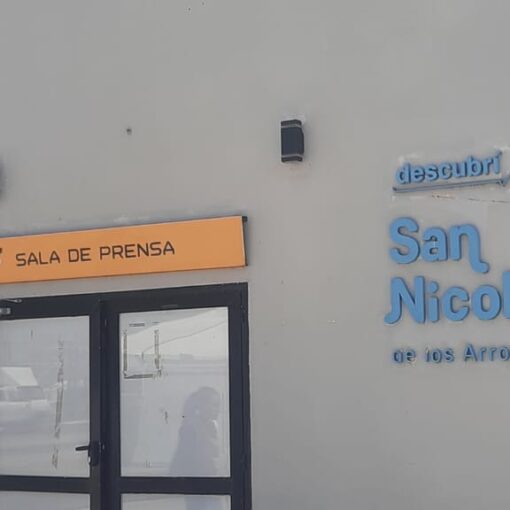 SALA DE PRENSA
descubrí
San
Nicol
de los Arro